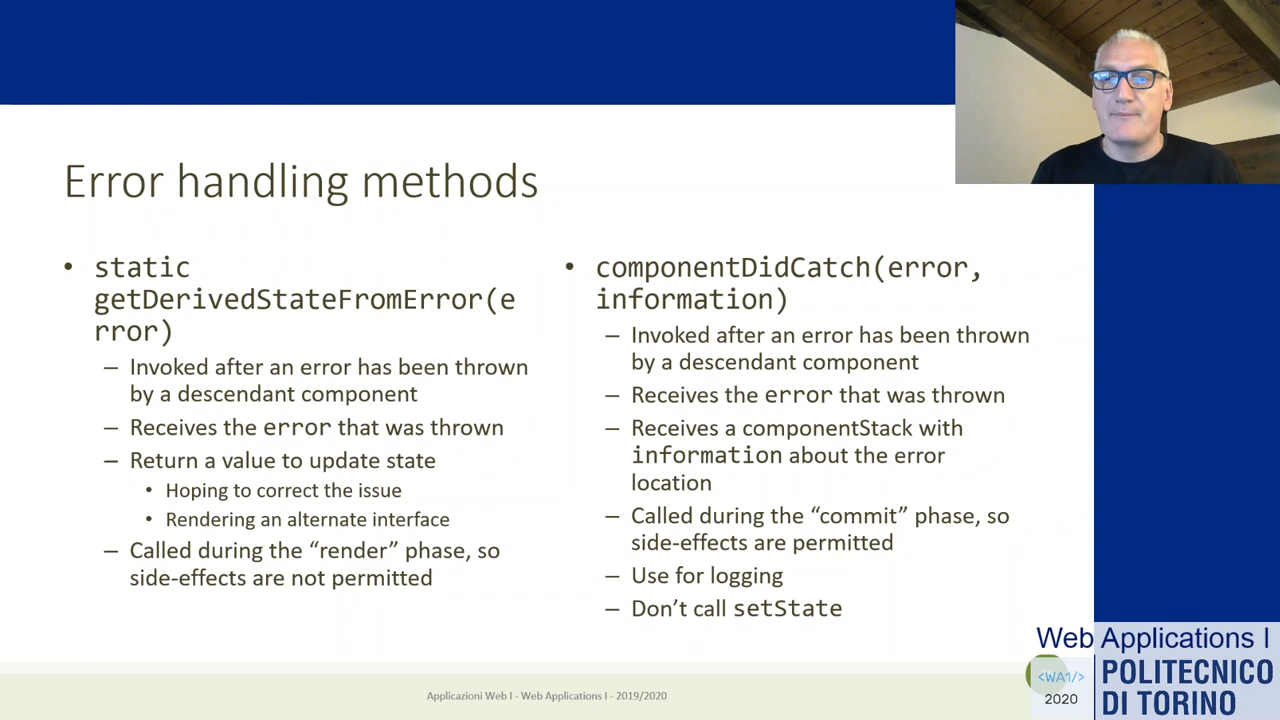 Error handling methods
• static
getDerivedStateFromError(e
rror)
– Invoked after an error has been thrown
by a descendant component
– Receives the error that was thrown
– Return a value to update state
• Hoping to correct the issue
• Rendering an alternate interface
– Called during the “render” phase, so
side-effects are not permitted
• componentDidCatch(error,
information)
– Invoked after an error has been thrown
by a descendant component
– Receives the error that was thrown
– Receives a componentStack with
information about the error
location
– Called during the “commit” phase, so
side-effects are permitted
– Use for logging
– Don’t call setState
Applicazioni Web I - Web Applications I - 2019/2020
Web Applications I
<WA1/>
2020
POLITECNICO
DI TORINO